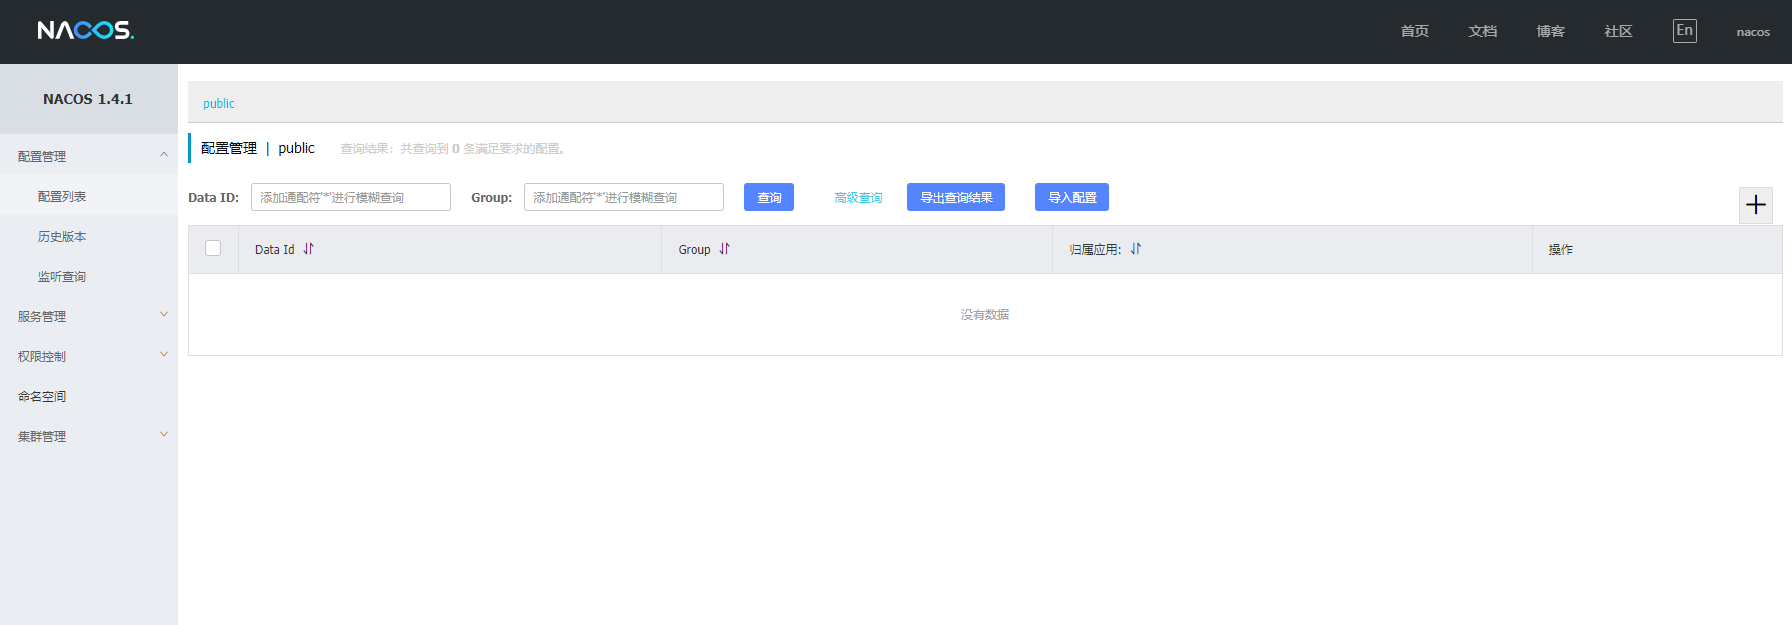 NACOS.
首页 文档 博客 社区 En nacos
NACOS 1.4.1
配置管理
配置列表
历史版本
监听查询
服务管理
权限控制
命名空间
集群管理
public
配置管理 | public 查询结果：共查询到 0 条满足要求的配置。
Data ID: 添加通配符'*'进行模糊查询 Group: 添加通配符'*'进行模糊查询 查询 高级查询 导出查询结果 导入配置
Data Id Group 归属应用: 操作
没有数据